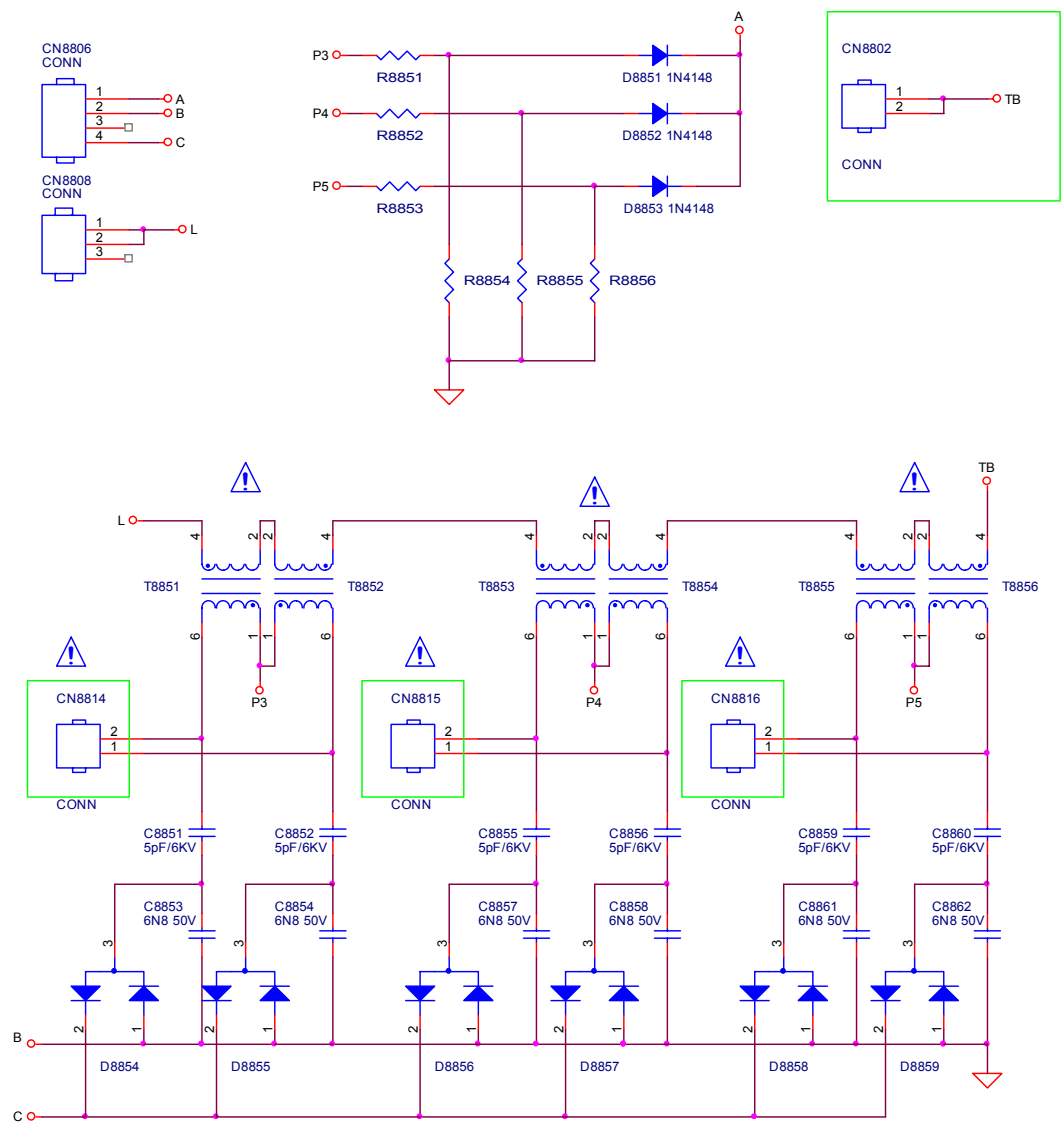 CN8806
CONN
1
2
3
4
A
B
C
CN8808
CONN
1
2
3
L
P3
R8851
D8851 1N4148
A
P4
R8852
D8852 1N4148
P5
R8853
D8853 1N4148
R8854
R8855
R8856
CN8802
1
2
TB
CONN
L
4
2
2
4
4
2
2
4
4
2
2
4
TB
T8851
T8852
T8853
T8854
T8855
T8856
6
1
1
6
6
1
1
6
6
1
1
6
P3
P4
P5
CN8814
2
1
CONN
CN8815
2
1
CONN
CN8816
2
1
CONN
C8851
5pF/6KV
C8852
5pF/6KV
C8855
5pF/6KV
C8856
5pF/6KV
C8859
5pF/6KV
C8860
5pF/6KV
C8853
6N8 50V
C8854
6N8 50V
C8857
6N8 50V
C8858
6N8 50V
C8861
6N8 50V
C8862
6N8 50V
3
3
3
3
3
3
2
1
2
1
2
1
2
1
2
1
2
1
B
D8854
D8855
D8856
D8857
D8858
D8859
C